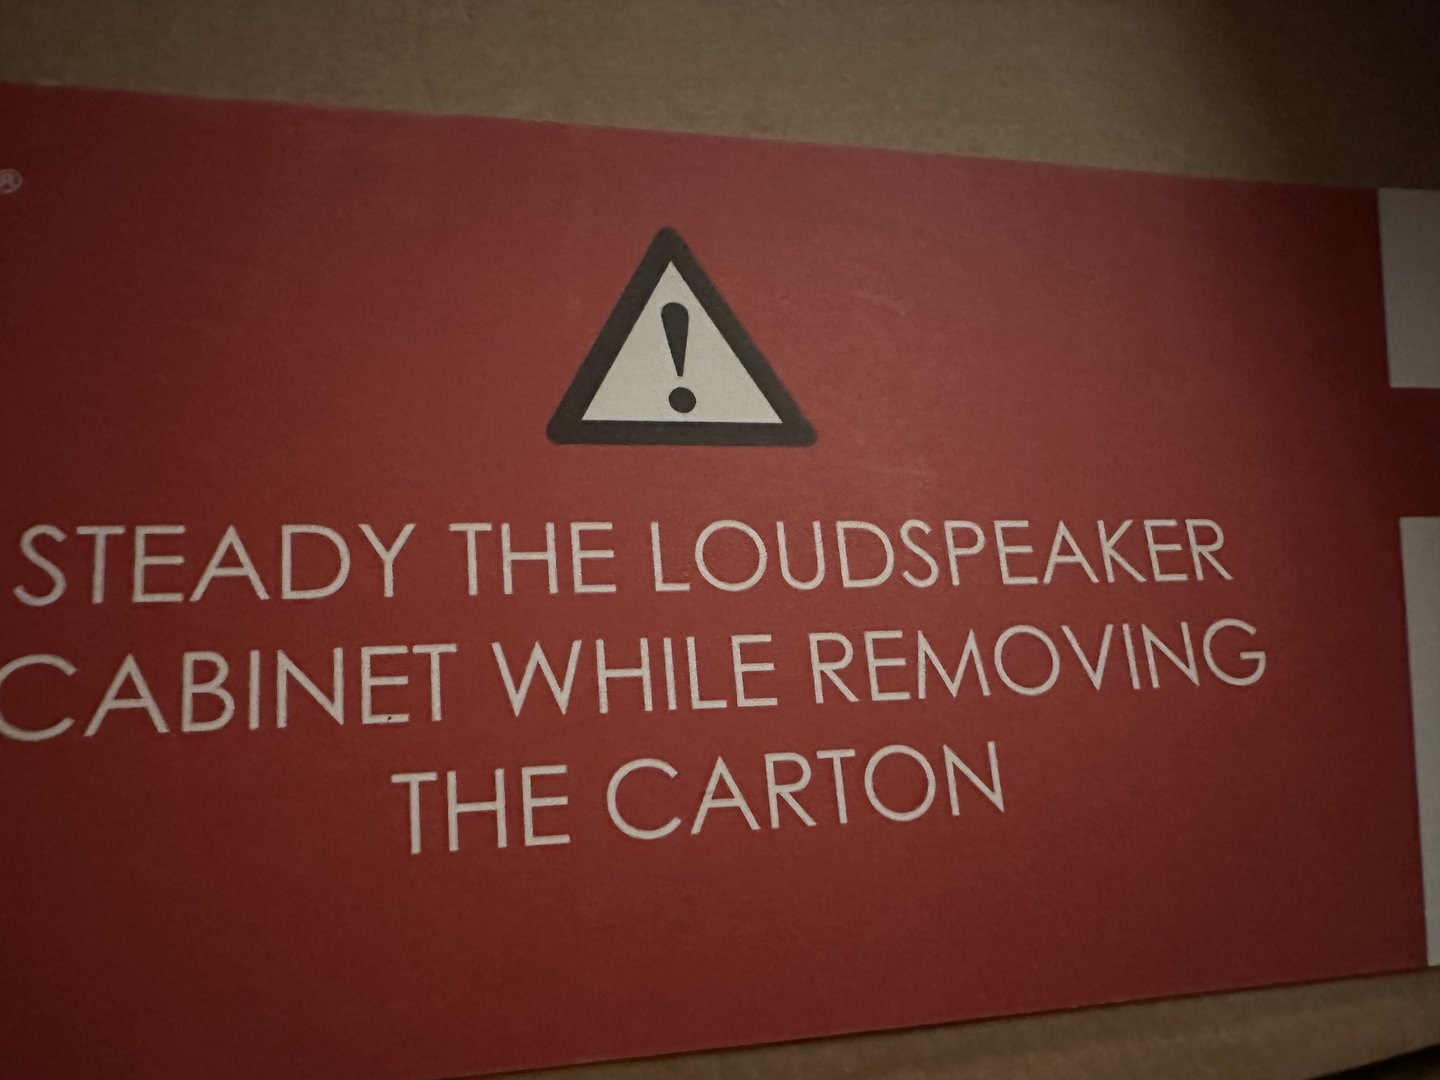 ®
STEADY THE LOUDSPEAKER
CABINET WHILE REMOVING
THE CARTON